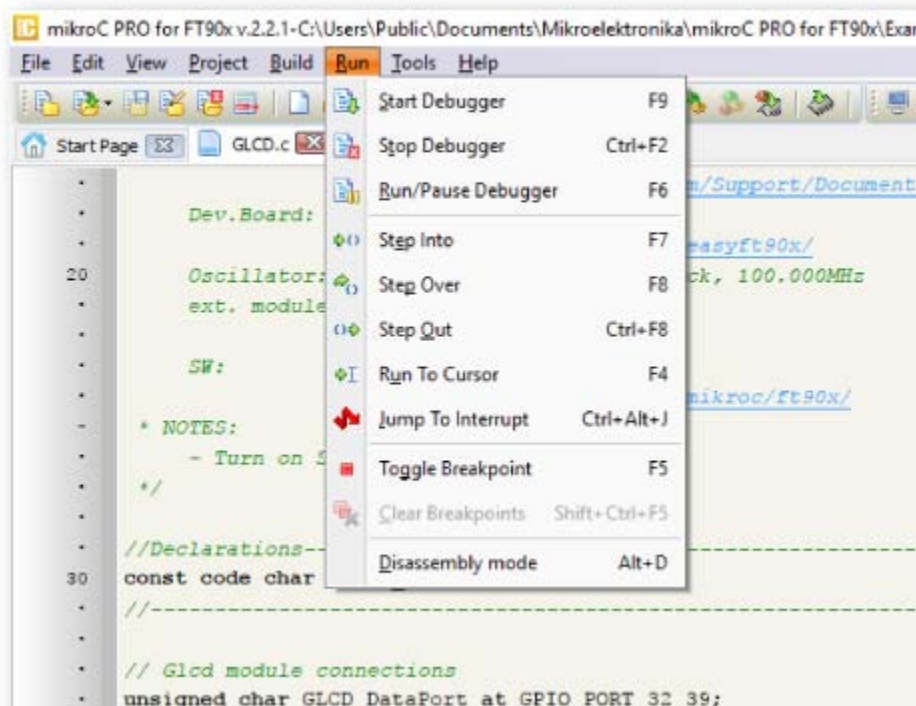 mikroC PRO for FT90x v.2.2.1-C:\Users\Public\Documents\Mikroelektronika\mikroC PRO for FT90x\Exar
File Edit View Project Build Run Tools Help
Start Page GLCD.c
Start Debugger F9
Stop Debugger Ctrl+F2
Run/Pause Debugger F6
Step Into F7
Step Over F8
Step Out Ctrl+F8
Run To Cursor F4
Jump To Interrupt Ctrl+Alt+J
Toggle Breakpoint F5
Clear Breakpoints Shift+Ctrl+F5
Disassembly mode Alt+D
m/Support/Document
Dev.Board:
easyft90x/
20 Oscillator: ck, 100.000MHz
ext. module
SW:
mikroc/ft90x/
* NOTES:
- Turn on S
*/
//Declarations--
30 const code char
//----------------------------------------------------------------
// Glcd module connections
unsigned char GLCD_DataPort at GPIO_PORT_32_39;